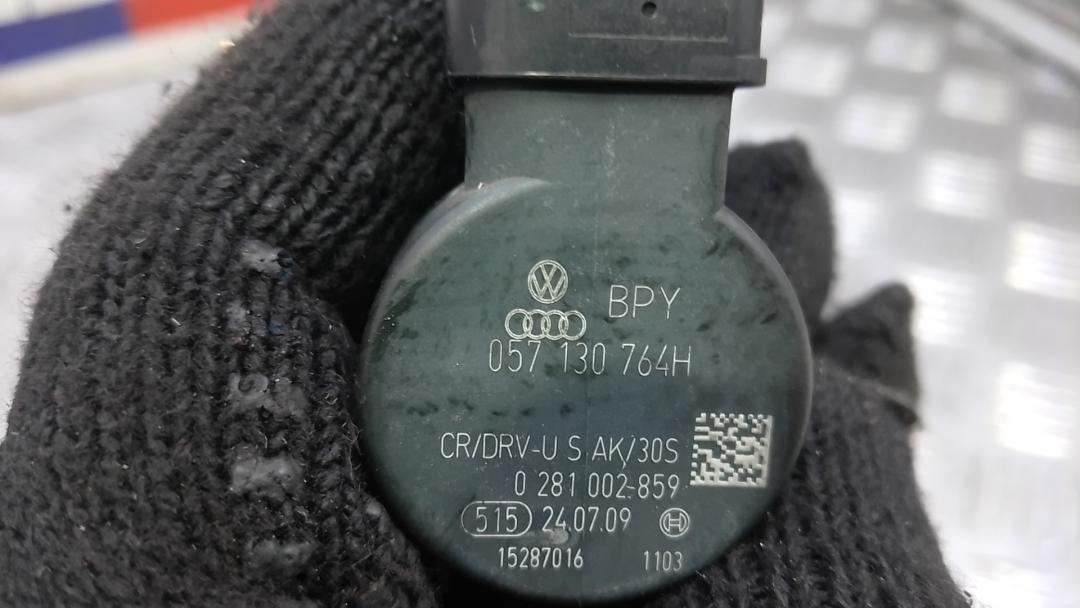 BPY
057 130 764H
CR/DRV-U S AK/30S
0 281 002-859
515 24.07.09
15287016 1103